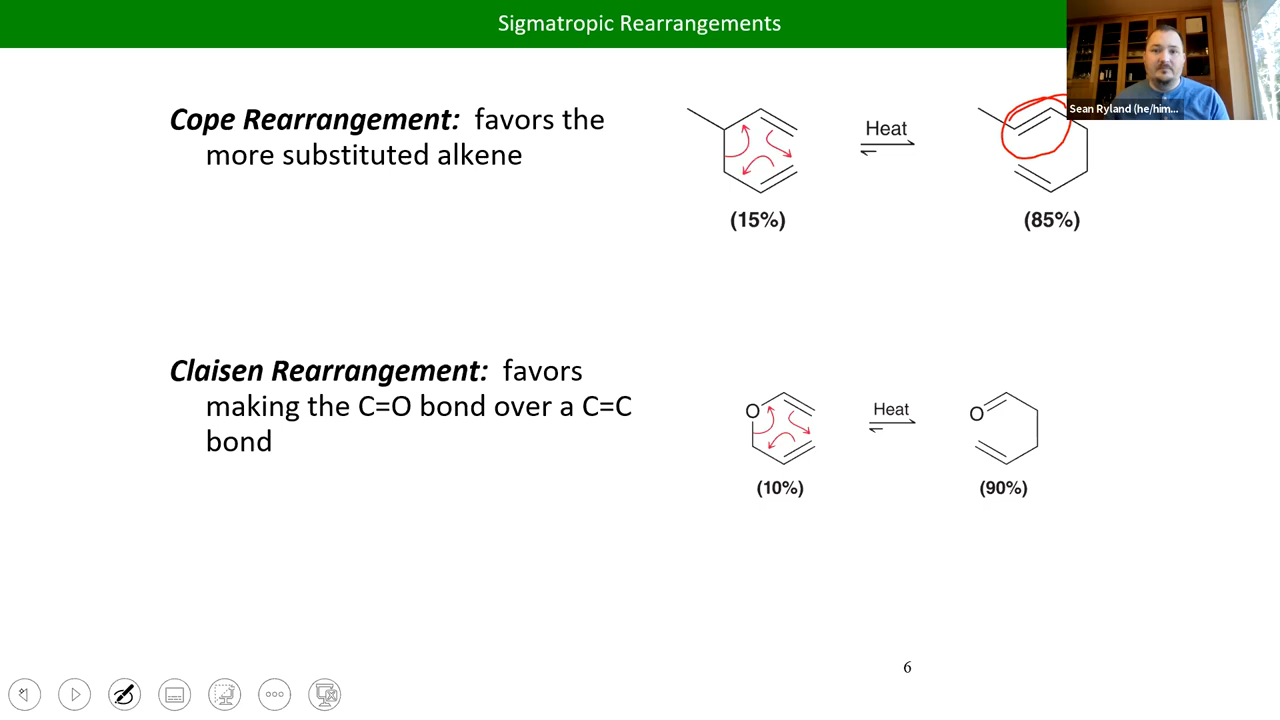 Sigmatropic Rearrangements
Sean Ryland (he/him...
Cope Rearrangement: favors the
more substituted alkene
Heat
(15%)
(85%)
Claisen Rearrangement: favors
making the C=O bond over a C=C
bond
O
Heat
O
(10%)
(90%)
6